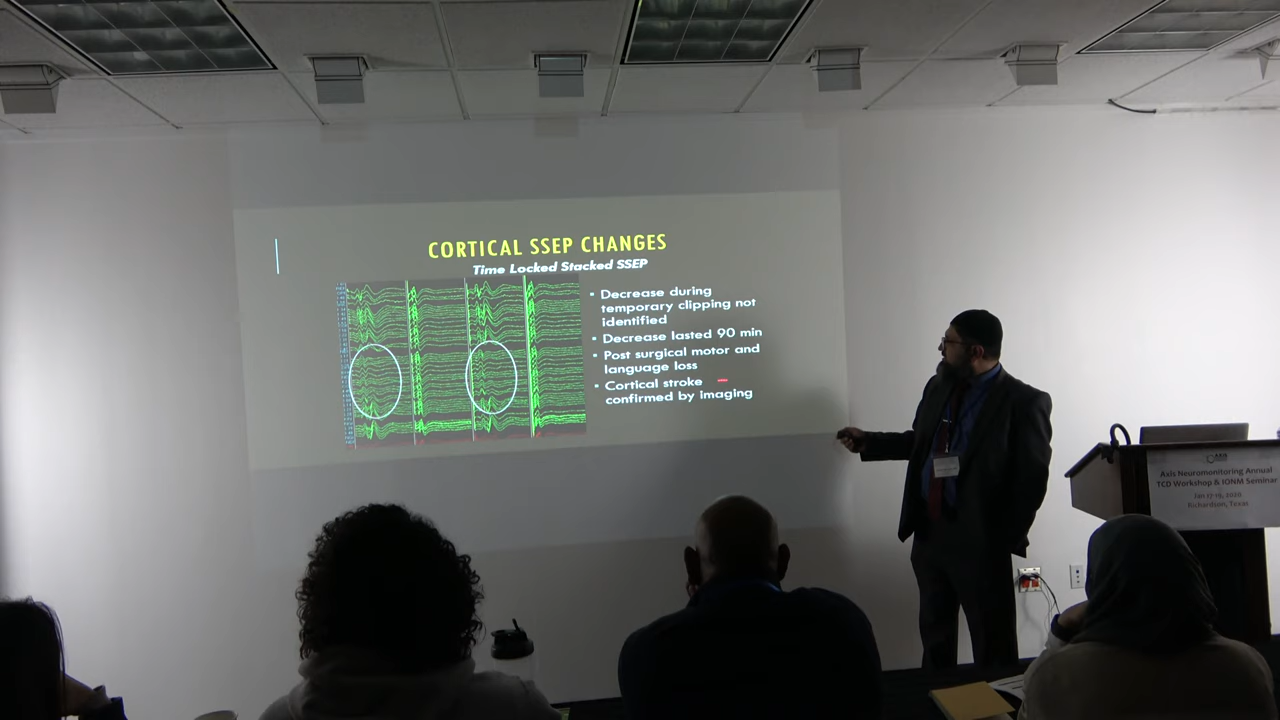 CORTICAL SSEP CHANGES
Time Locked Stacked SSEP
▪ Decrease during
temporary clipping not
identified
▪ Decrease lasted 90 min
▪ Post surgical motor and
language loss
▪ Cortical stroke
confirmed by imaging
AXIS
Axis Neuromonitoring Annual
TCD Workshop & IONM Seminar
Richardson, Texas